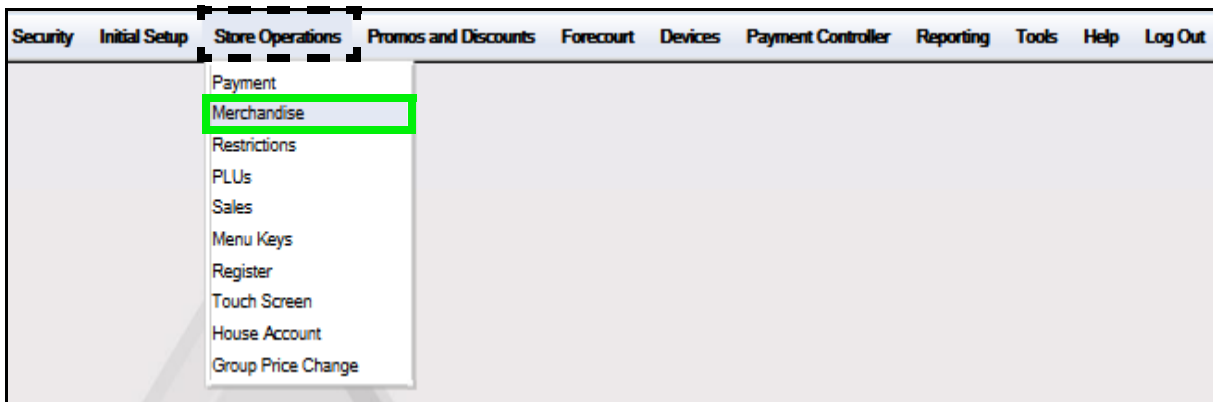 Security Initial Setup Store Operations Promos and Discounts Forecourt Devices Payment Controller Reporting Tools Help Log Out
Payment
Merchandise
Restrictions
PLUs
Sales
Menu Keys
Register
Touch Screen
House Account
Group Price Change